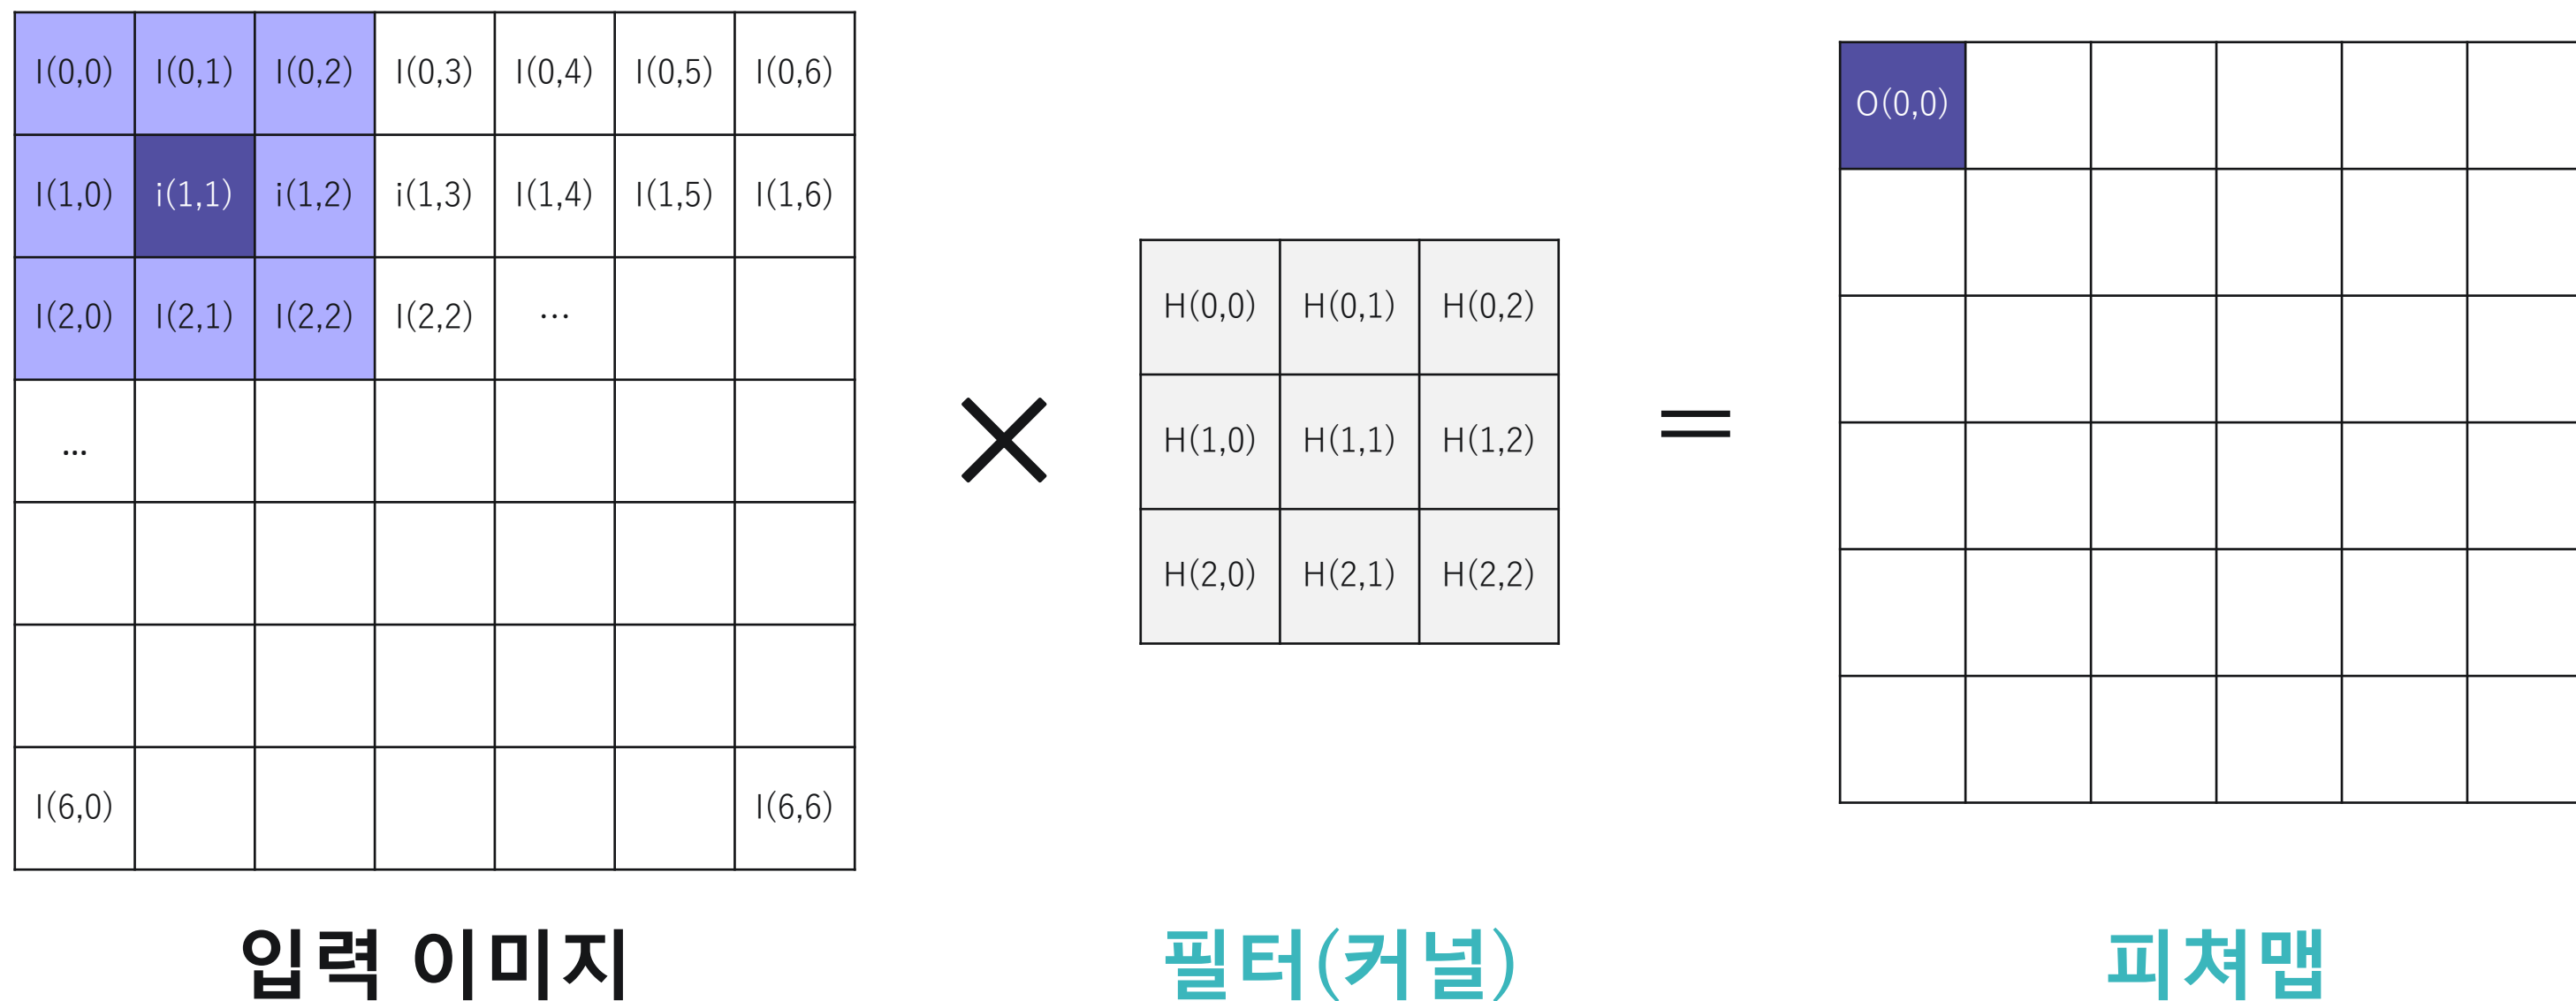 I(0,0) I(0,1) I(0,2) I(0,3) I(0,4) I(0,5) I(0,6)
I(1,0) i(1,1) i(1,2) i(1,3) I(1,4) I(1,5) I(1,6)
I(2,0) I(2,1) I(2,2) I(2,2) ...
...
I(6,0) I(6,6)
입력 이미지
×
H(0,0) H(0,1) H(0,2)
H(1,0) H(1,1) H(1,2)
H(2,0) H(2,1) H(2,2)
필터(커널)
=
O(0,0)
피쳐맵